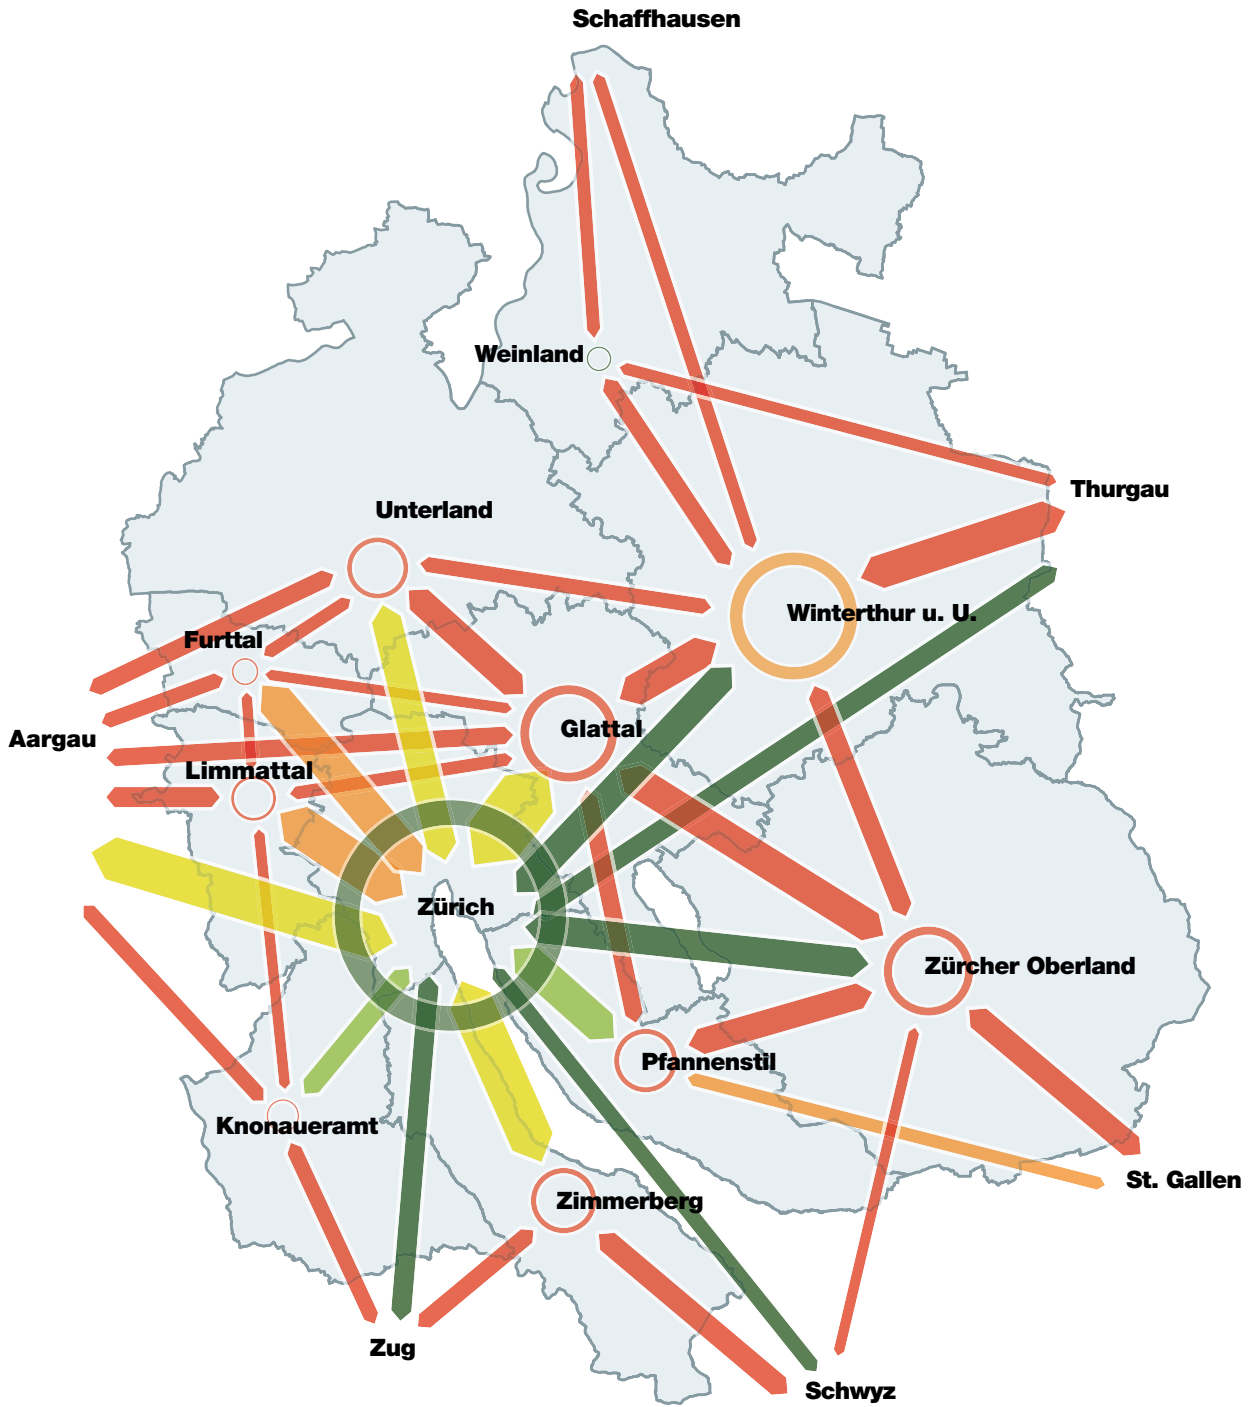 Schaffhausen
Weinland
Thurgau
Unterland
Winterthur u. U.
Furttal
Glattal
Aargau
Limmattal
Zürich
Zürcher Oberland
Pfannenstil
Knonaueramt
St. Gallen
Zimmerberg
Zug
Schwyz